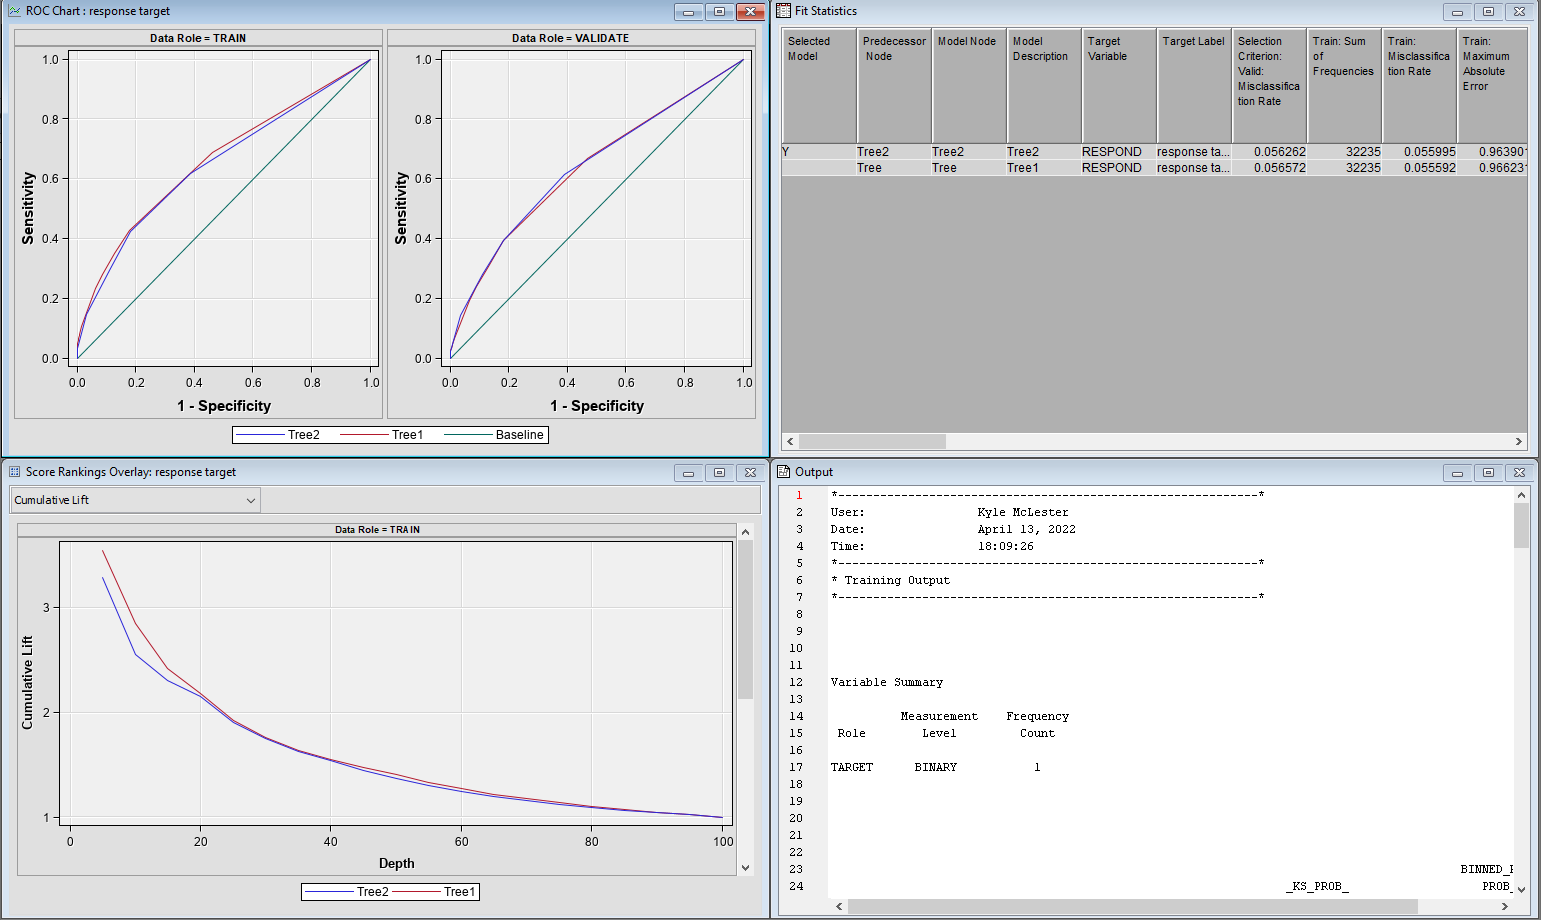 ROC Chart : response target
Data Role = TRAIN
Data Role = VALIDATE
Sensitivity
1.0
0.8
0.6
0.4
0.2
0.0
0.0 0.2 0.4 0.6 0.8 1.0
1 - Specificity
Sensitivity
1.0
0.8
0.6
0.4
0.2
0.0
0.0 0.2 0.4 0.6 0.8 1.0
1 - Specificity
Tree2 Tree1 Baseline
Fit Statistics
Selected Model
Predecessor Node
Model Node
Model Description
Target Variable
Target Label
Selection Criterion: Valid: Misclassifica tion Rate
Train: Sum of Frequencies
Train: Misclassifica tion Rate
Train: Maximum Absolute Error
Y Tree2 Tree2 Tree2 RESPOND response ta... 0.056262 32235 0.055995 0.963901
Tree Tree Tree1 RESPOND response ta... 0.056572 32235 0.055592 0.966231
Score Rankings Overlay: response target
Cumulative Lift
Data Role = TRAIN
Cumulative Lift
3
2
1
0 20 40 60 80 100
Depth
Tree2 Tree1
Output
1 *------------------------------------------------------------*
2 User: Kyle McLester
3 Date: April 13, 2022
4 Time: 18:09:26
5 *------------------------------------------------------------*
6 * Training Output
7 *------------------------------------------------------------*
8
9
10
11
12 Variable Summary
13
14 Measurement Frequency
15 Role Level Count
16
17 TARGET BINARY 1
18
19
20
21
22
23 BINNED_
24 _KS_PROB_ PROB_